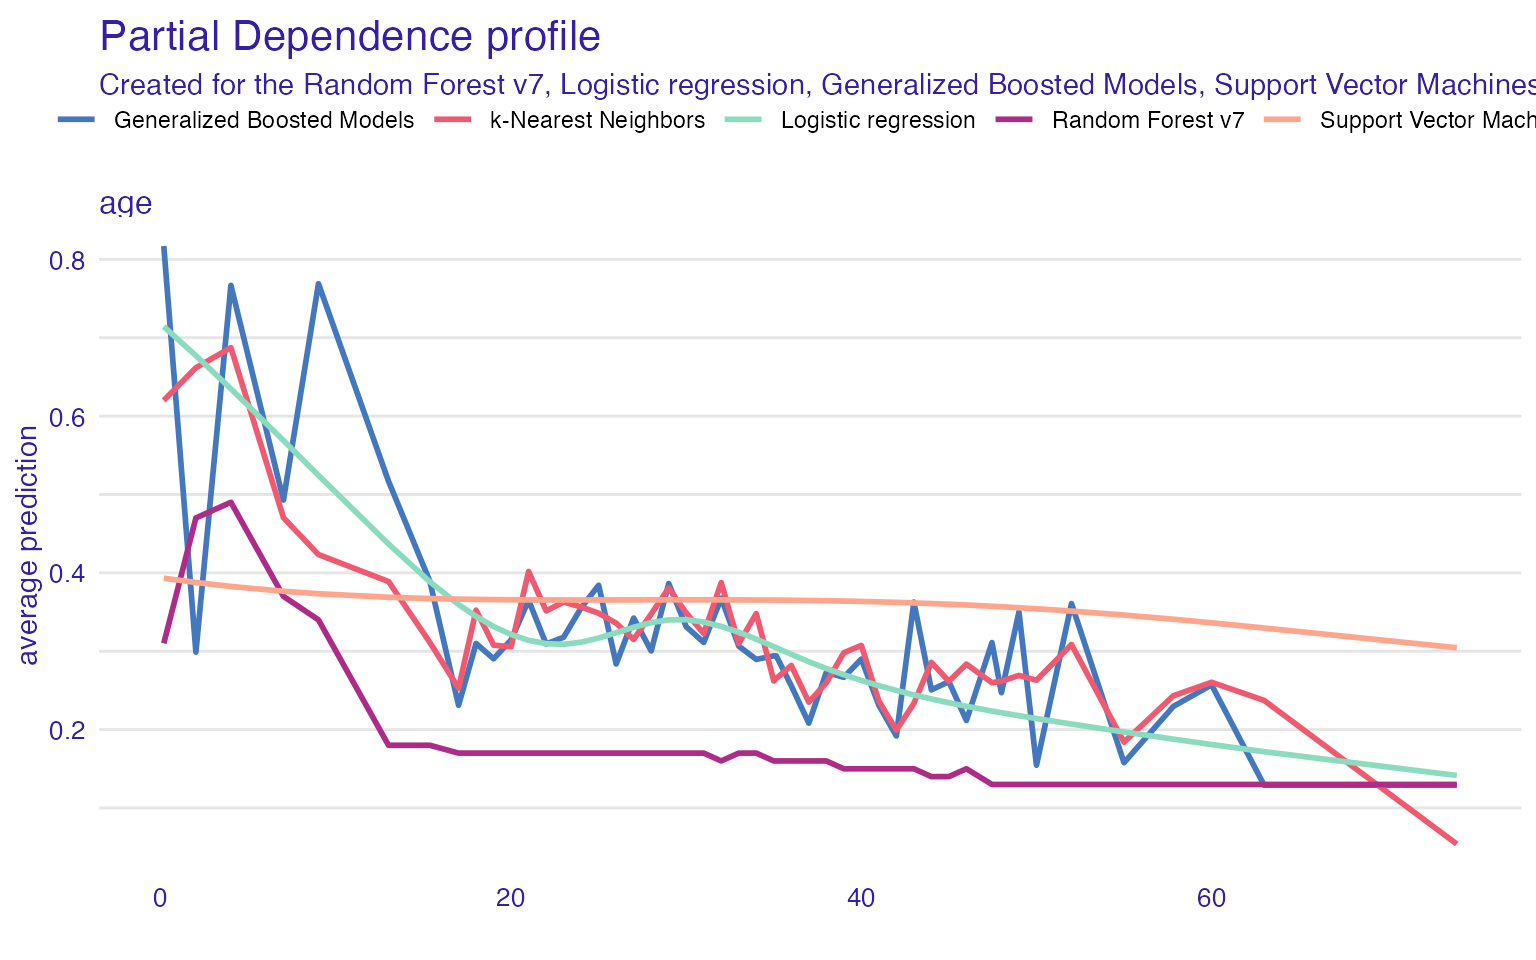 Partial Dependence profile
Created for the Random Forest v7, Logistic regression, Generalized Boosted Models, Support Vector Machines
Generalized Boosted Models k-Nearest Neighbors Logistic regression Random Forest v7 Support Vector Mach
age
0.8
0.6
0.4
0.2
average prediction
0 20 40 60